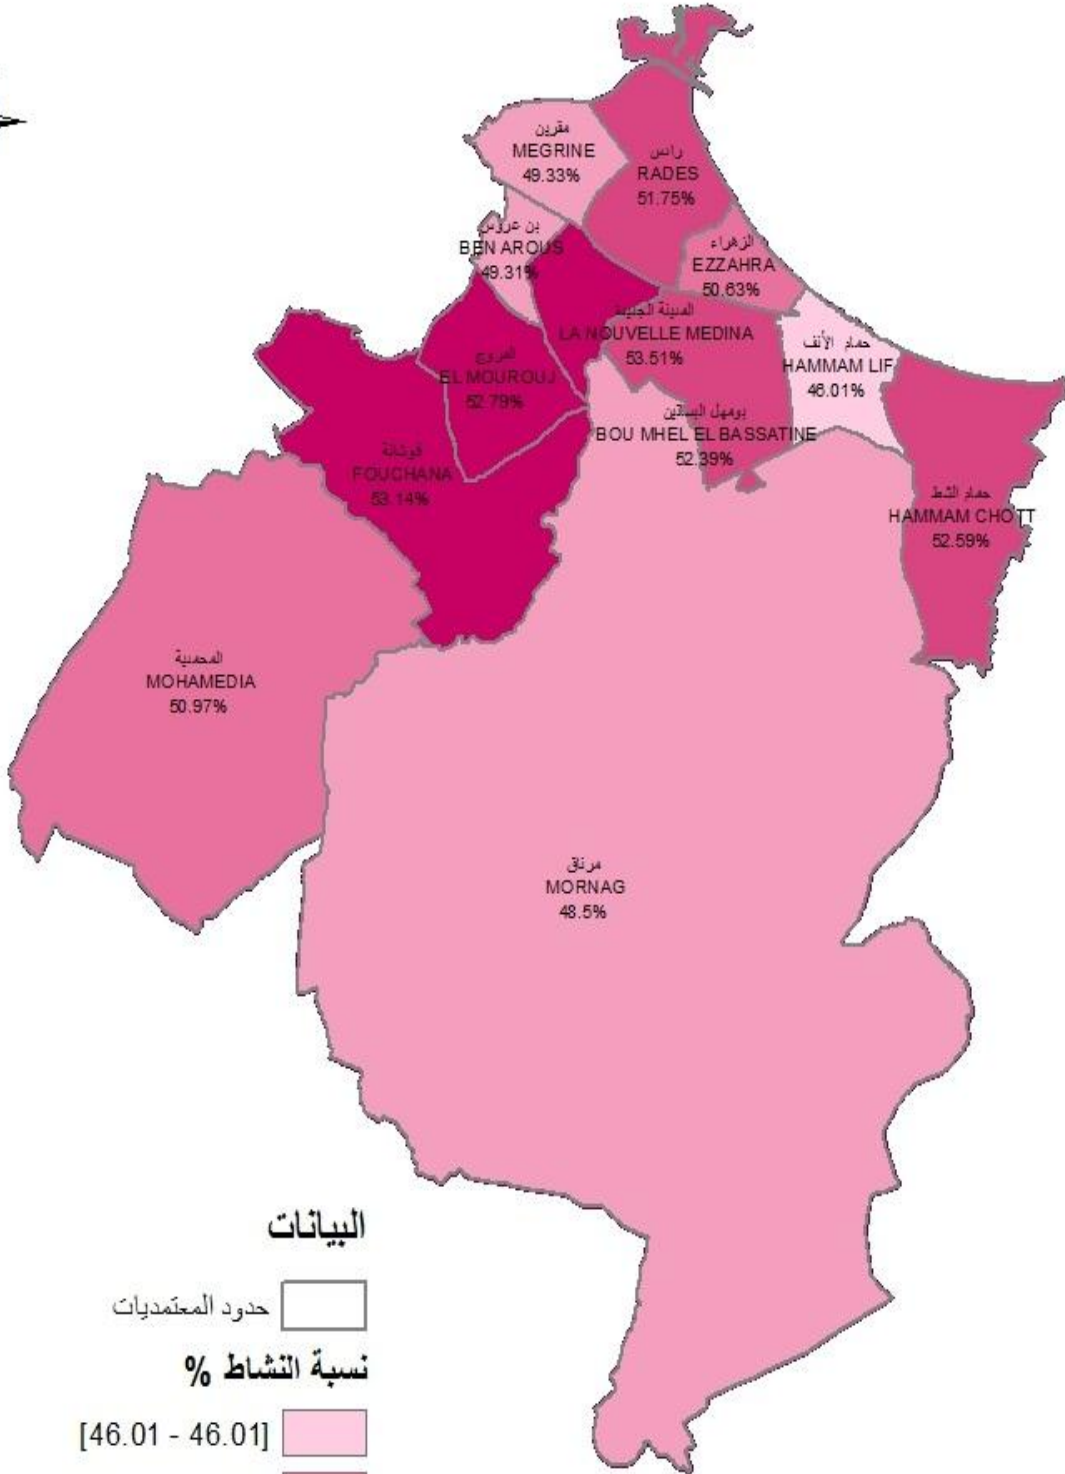 مقرين
MEGRINE
49.33%
رادس
RADES
51.75%
بن عروس
BEN AROUS
49.31%
الزهراء
EZZAHRA
50.63%
المدينة الجديدة
LA NOUVELLE MEDINA
53.51%
حمام الأنف
HAMMAM LIF
46.01%
المروج
EL MOUROUJ
52.79%
بومهل البساتين
BOU MHEL EL BASSATINE
52.39%
فوشانة
FOUCHANA
53.14%
حمام الشط
HAMMAM CHOTT
52.59%
المحمدية
MOHAMEDIA
50.97%
مرناق
MORNAG
48.5%
البيانات
حدود المعتمديات
نسبة النشاط %
[46.01 - 46.01]